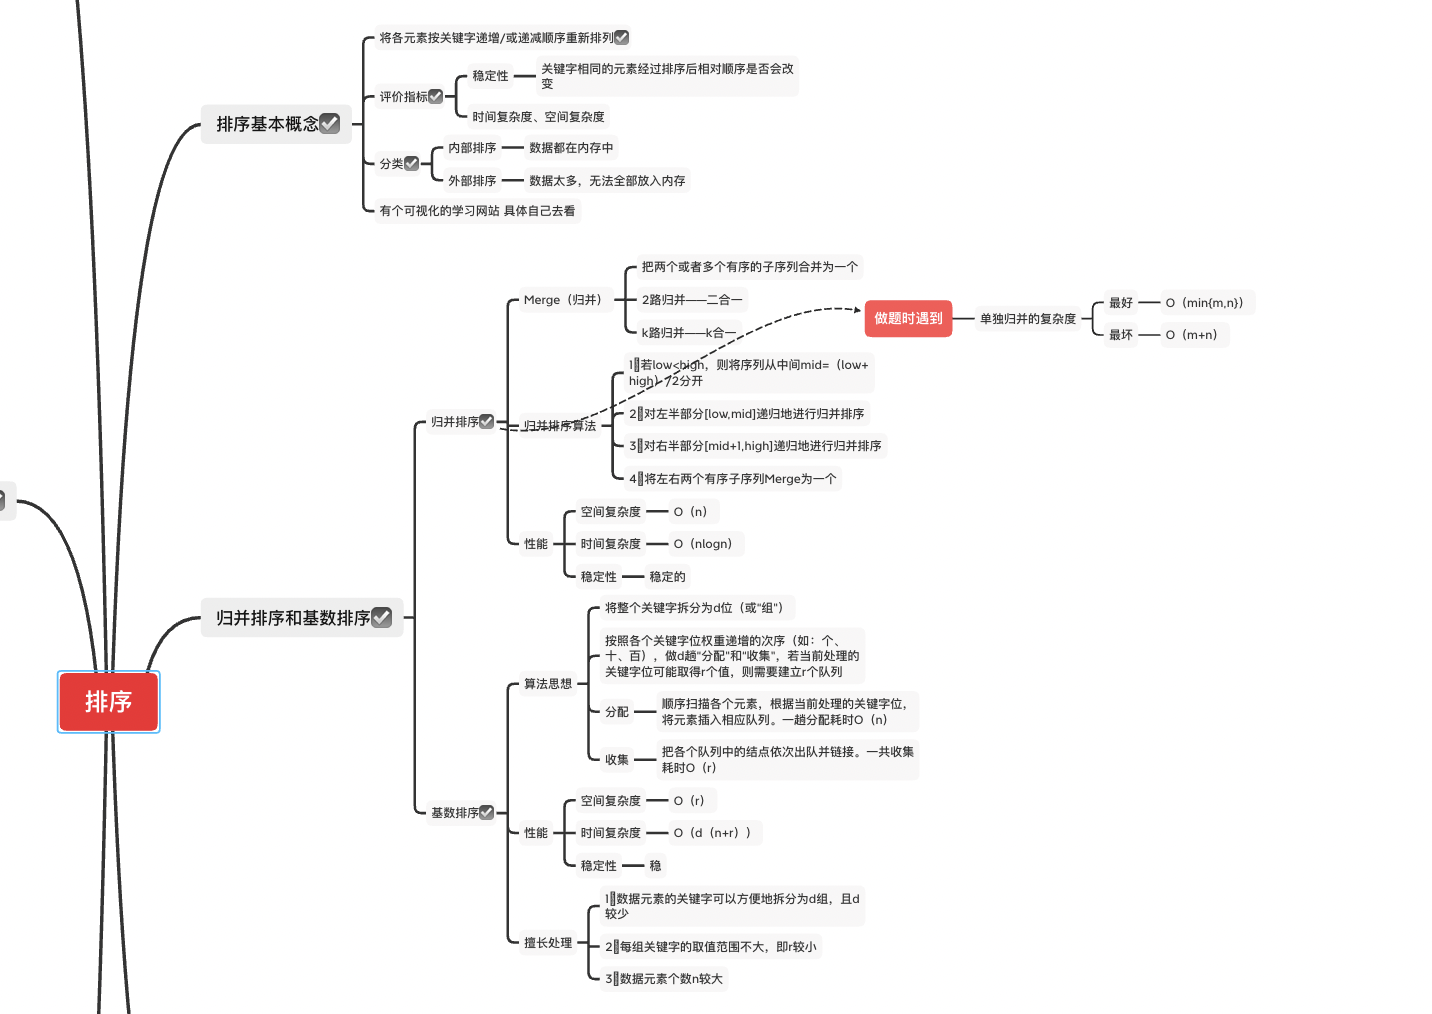 排序
排序基本概念
将各元素按关键字递增/或递减顺序重新排列
评价指标
稳定性
关键字相同的元素经过排序后相对顺序是否会改
变
时间复杂度、空间复杂度
分类
内部排序
数据都在内存中
外部排序
数据太多，无法全部放入内存
有个可视化的学习网站 具体自己去看
归并排序和基数排序
归并排序
Merge（归并）
把两个或者多个有序的子序列合并为一个
2路归并——二合一
k路归并——k合一
归并排序算法
1若low<high，则将序列从中间mid=（low+
high）/2分开
2对左半部分[low,mid]递归地进行归并排序
3对右半部分[mid+1,high]递归地进行归并排序
4将左右两个有序子序列Merge为一个
性能
空间复杂度
O（n）
时间复杂度
O（nlogn）
稳定性
稳定的
做题时遇到
单独归并的复杂度
最好
O（min{m,n}）
最坏
O（m+n）
基数排序
算法思想
将整个关键字拆分为d位（或"组"）
按照各个关键字位权重递增的次序（如：个、
十、百），做d趟"分配"和"收集"，若当前处理的
关键字位可能取得r个值，则需要建立r个队列
分配
顺序扫描各个元素，根据当前处理的关键字位，
将元素插入相应队列。一趟分配耗时O（n）
收集
把各个队列中的结点依次出队并链接。一共收集
耗时O（r）
性能
空间复杂度
O（r）
时间复杂度
O（d（n+r））
稳定性
稳
擅长处理
1数据元素的关键字可以方便地拆分为d组，且d
较少
2每组关键字的取值范围不大，即r较小
3数据元素个数n较大